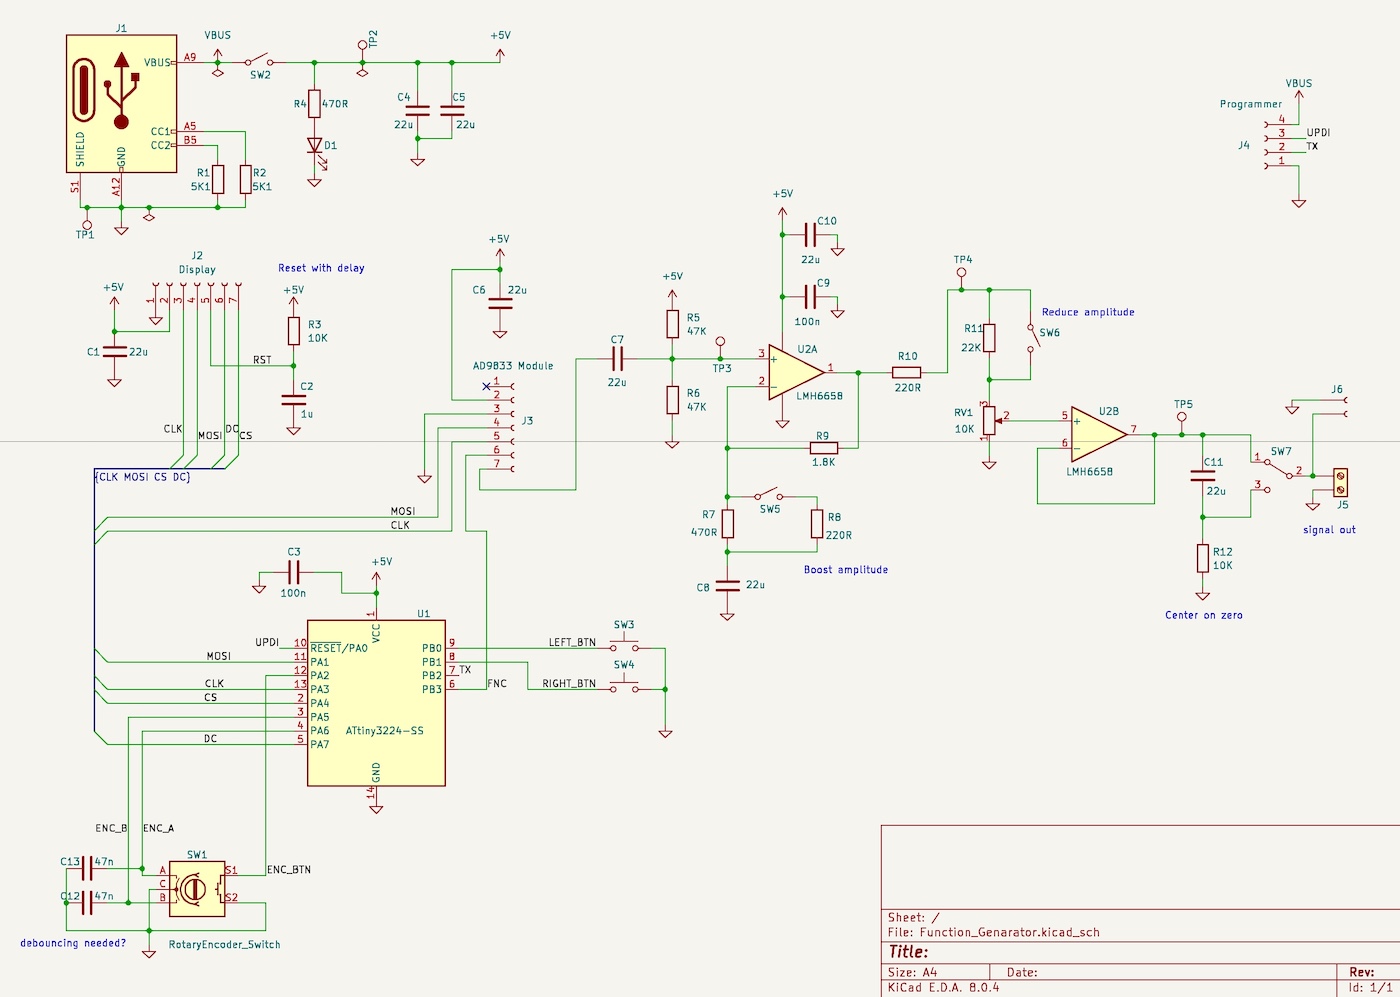 J1
VBUS
VBUS
A9
SW2
TP2
+5V
R4
470R
C4
22u
C5
22u
D1
CC1
A5
CC2
B5
SHIELD
GND
S1
A12
R1
5K1
R2
5K1
TP1
VBUS
Programmer
J4
4
3
2
1
UPDI
TX
J2
Display
Reset with delay
+5V
1
2
3
4
5
6
7
C1
22u
+5V
R3
10K
RST
C2
1u
CLK
MOSI
DC
CS
{CLK MOSI CS DC}
+5V
C6
22u
AD9833 Module
1
2
3
4
5
6
7
J3
MOSI
CLK
C7
22u
+5V
R5
47K
R6
47K
TP3
+5V
C10
22u
C9
100n
3
+
2
-
1
U2A
LMH6658
R10
220R
R9
1.8K
SW5
R7
470R
R8
220R
Boost amplitude
C8
22u
TP4
R11
22K
SW6
Reduce amplitude
RV1
10K
3
2
1
5
+
6
-
7
U2B
LMH6658
TP5
C11
22u
R12
10K
Center on zero
SW7
1
2
3
J6
J5
signal out
C3
100n
+5V
U1
1
VCC
UPDI
10
RESET/PA0
MOSI
11
PA1
12
PA2
CLK
13
PA3
CS
2
PA4
3
PA5
4
PA6
DC
5
PA7
ATtiny3224-SS
GND
14
PB0
9
LEFT_BTN
SW3
PB1
8
RIGHT_BTN
SW4
PB2
7
TX
PB3
6
FNC
ENC_B
ENC_A
C13
47n
C12
47n
SW1
A
C
B
S1
S2
ENC_BTN
debouncing needed?
RotaryEncoder_Switch
Sheet: /
File: Function_Genarator.kicad_sch
Title:
Size: A4
Date:
Rev:
KiCad E.D.A. 8.0.4
Id: 1/1